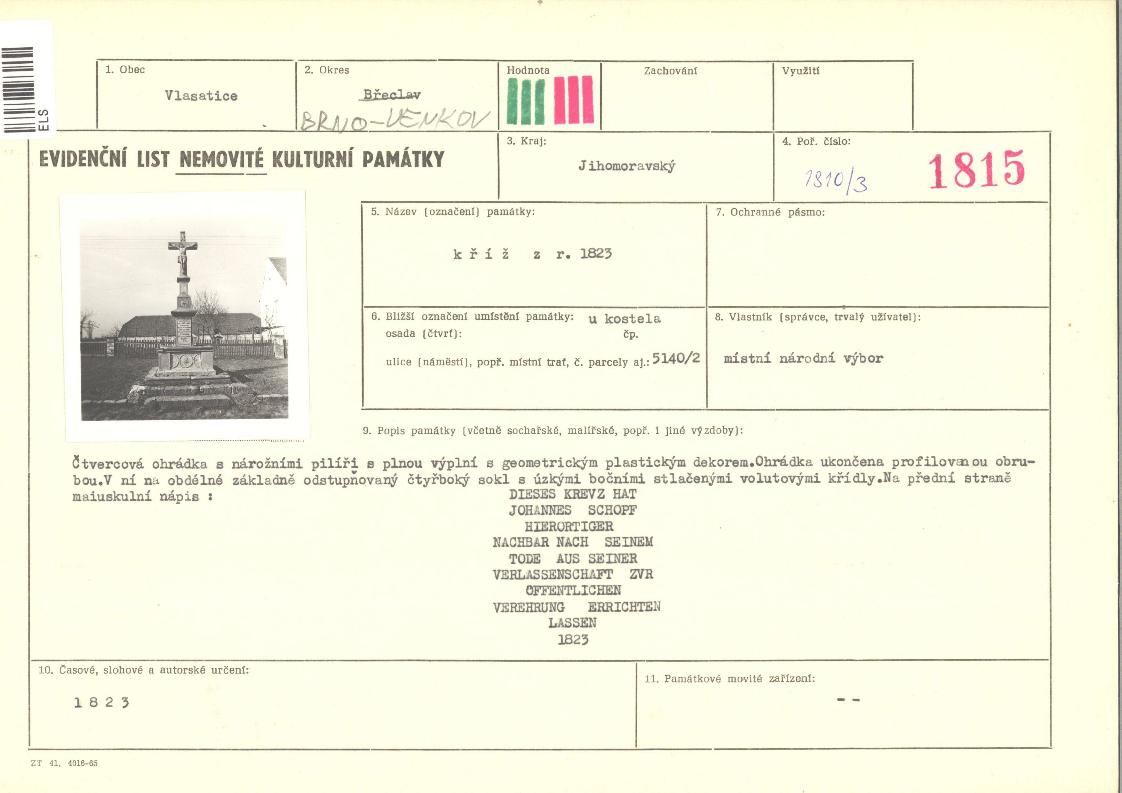 ELS
1. Obec
Vlasatice
2. Okres
Břeclav
BRNO-VENKOV
Hodnota
Zachování
Využití
EVIDENČNÍ LIST NEMOVITÉ KULTURNÍ PAMÁTKY
3. Kraj:
Jihomoravský
4. Poř. číslo:
1810/3
1815
5. Název (označení) památky:
kříž z r. 1823
7. Ochranné pásmo:
6. Bližší označení umístění památky: u kostela
osada (čtvrť): čp.
ulice (náměstí), popř. místní trať, č. parcely aj.: 5140/2
8. Vlastník (správce, trvalý uživatel):
místní národní výbor
9. Popis památky (včetně sochařské, malířské, popř. i jiné výzdoby):
Čtvercová ohrádka s nárožními pilíři s plnou výplní s geometrickým plastickým dekorem.Ohrádka ukončena profilovanou obru-
bou.V ní na obdélné základně odstupňovaný čtyřboký sokl s úzkými bočními stlačenými volutovými křídly.Na přední straně
maiuskulní nápis :
DIESES KREVZ HAT
JOHANNES SCHOPF
HIERORTIGER
NACHBAR NACH SEINEM
TODE AUS SEINER
VERLASSENSCHAFT ZVR
ÖFFENTLICHEN
VEREHRUNG ERRICHTEN
LASSEN
1823
10. Časové, slohové a autorské určení:
1823
11. Památkové movité zařízení:
- -
ZT 41, 4016-65